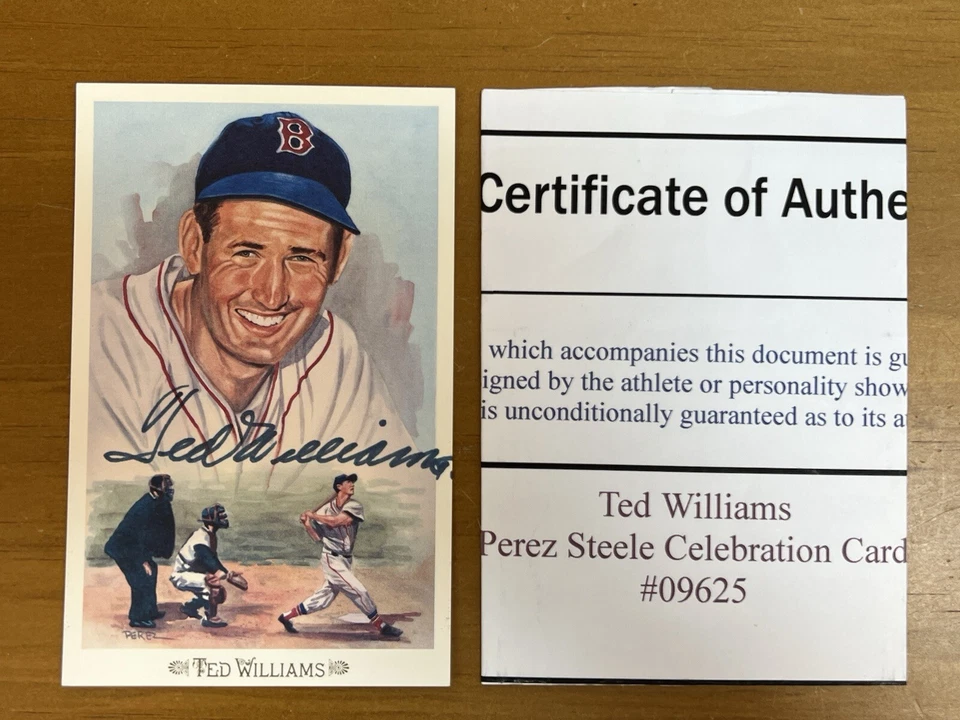 B
Ted Williams
PEREZ
TED WILLIAMS
Certificate of Authe
which accompanies this document is gu
igned by the athlete or personality show
is unconditionally guaranteed as to its a
Ted Williams
Perez Steele Celebration Card
#09625